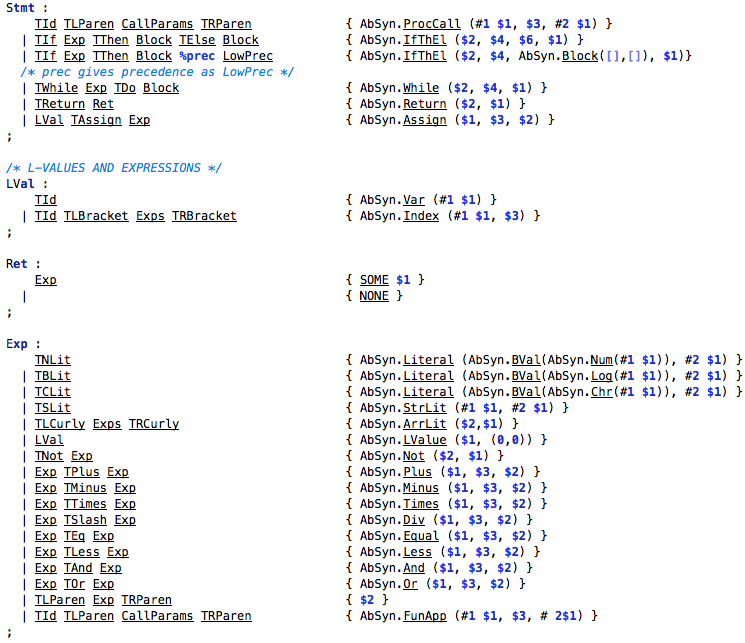 Stmt :
TId TLParen CallParams TRParen { AbSyn.ProcCall (#1 $1, $3, #2 $1) }
| TIf Exp TThen Block TElse Block { AbSyn.IfThEl ($2, $4, $6, $1) }
| TIf Exp TThen Block %prec LowPrec { AbSyn.IfThEl ($2, $4, AbSyn.Block([],[]), $1)}
/* prec gives precedence as LowPrec */
| TWhile Exp TDo Block { AbSyn.While ($2, $4, $1) }
| TReturn Ret { AbSyn.Return ($2, $1) }
| LVal TAssign Exp { AbSyn.Assign ($1, $3, $2) }
;
/* L-VALUES AND EXPRESSIONS */
LVal :
TId { AbSyn.Var (#1 $1) }
| TId TLBracket Exps TRBracket { AbSyn.Index (#1 $1, $3) }
;
Ret :
Exp { SOME $1 }
| { NONE }
;
Exp :
TNLit { AbSyn.Literal (AbSyn.BVal(AbSyn.Num(#1 $1)), #2 $1) }
| TBLit { AbSyn.Literal (AbSyn.BVal(AbSyn.Log(#1 $1)), #2 $1) }
| TCLit { AbSyn.Literal (AbSyn.BVal(AbSyn.Chr(#1 $1)), #2 $1) }
| TSLit { AbSyn.StrLit (#1 $1, #2 $1) }
| TLCurly Exps TRCurly { AbSyn.ArrLit ($2,$1) }
| LVal { AbSyn.LValue ($1, (0,0)) }
| TNot Exp { AbSyn.Not ($2, $1) }
| Exp TPlus Exp { AbSyn.Plus ($1, $3, $2) }
| Exp TMinus Exp { AbSyn.Minus ($1, $3, $2) }
| Exp TTimes Exp { AbSyn.Times ($1, $3, $2) }
| Exp TSlash Exp { AbSyn.Div ($1, $3, $2) }
| Exp TEq Exp { AbSyn.Equal ($1, $3, $2) }
| Exp TLess Exp { AbSyn.Less ($1, $3, $2) }
| Exp TAnd Exp { AbSyn.And ($1, $3, $2) }
| Exp TOr Exp { AbSyn.Or ($1, $3, $2) }
| TLParen Exp TRParen { $2 }
| TId TLParen CallParams TRParen { AbSyn.FunApp (#1 $1, $3, # 2$1) }
;